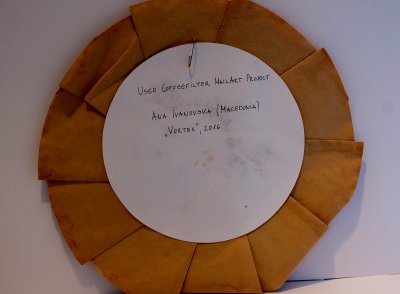 Used Coffeefilter MailArt Project
Ana Ivanovska (Macedonia)
„Vortex", 2016